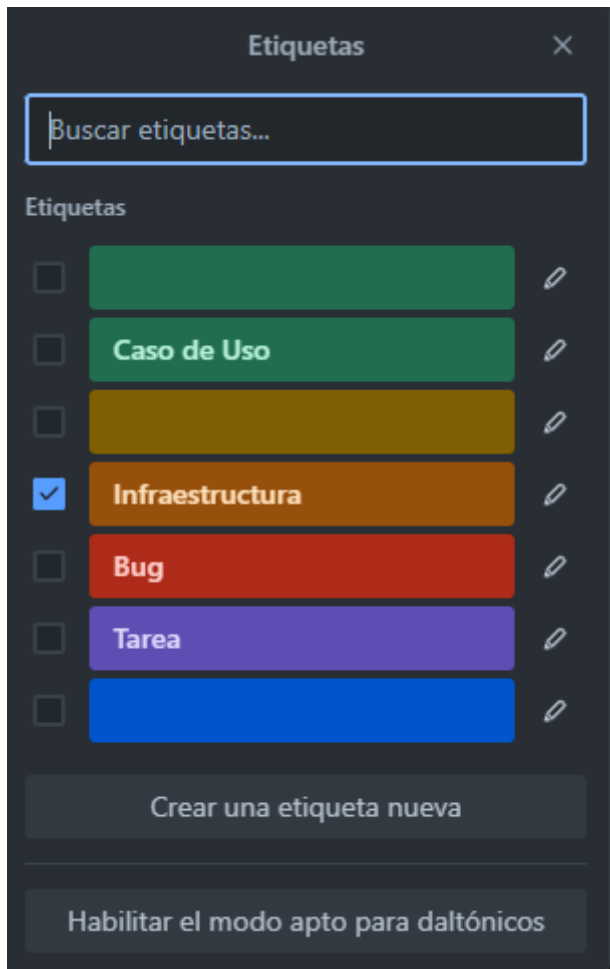 Etiquetas
Buscar etiquetas...
Etiquetas
Caso de Uso
Infraestructura
Bug
Tarea
Crear una etiqueta nueva
Habilitar el modo apto para daltónicos